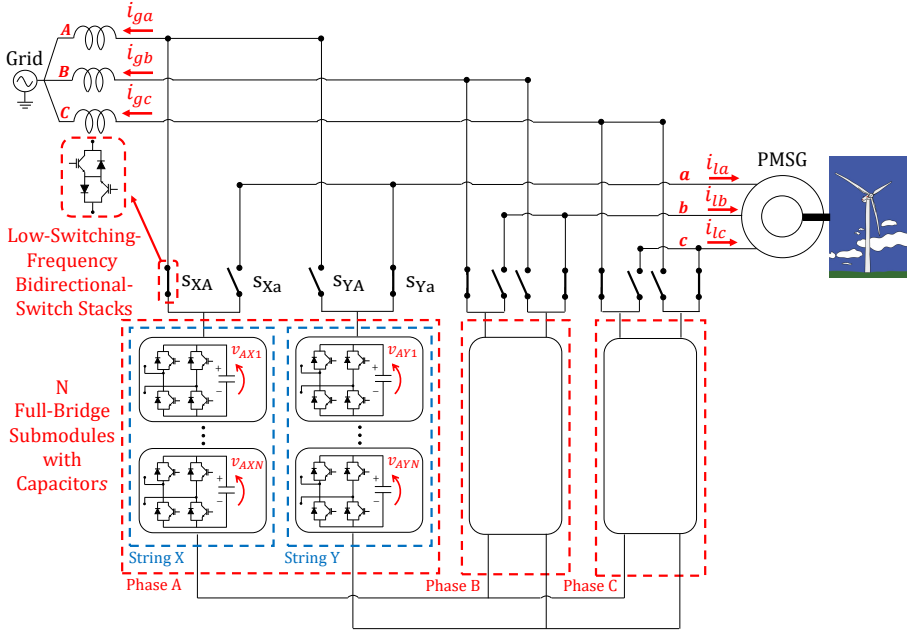 i_ga
A
Grid
i_gb
B
i_gc
C
PMSG
a
i_la
b
i_lb
c
i_lc
Low-Switching-
Frequency
Bidirectional-
Switch Stacks
S_XA
S_Xa
S_YA
S_Ya
N
Full-Bridge
Submodules
with
Capacitors
+
v_AX1
−
+
v_AY1
−
+
v_AXN
−
+
v_AYN
−
String X
String Y
Phase A
Phase B
Phase C